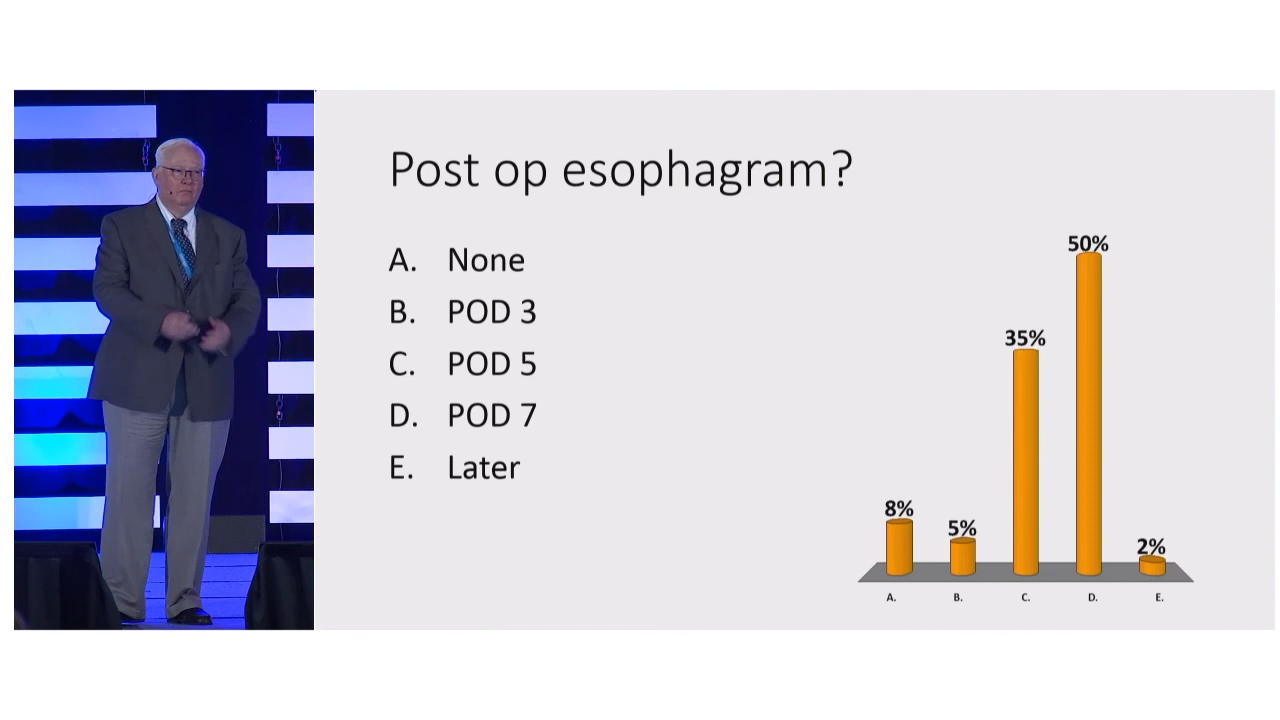 Post op esophagram?
A. None
B. POD 3
C. POD 5
D. POD 7
E. Later
8%
5%
35%
50%
2%
A.
B.
C.
D.
E.